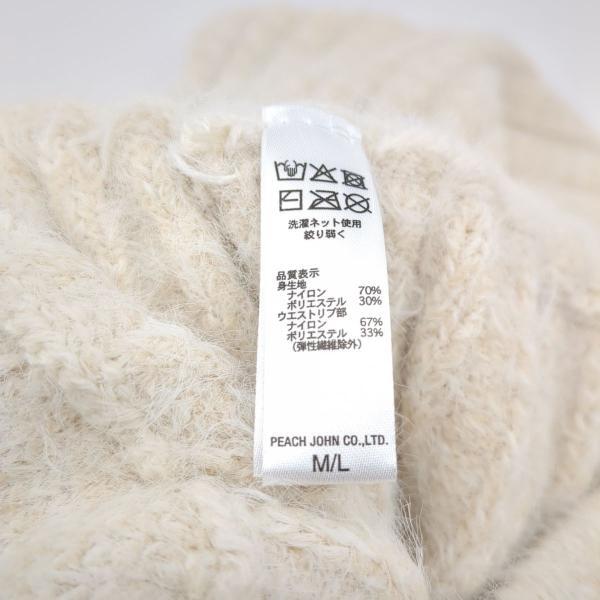 洗濯ネット使用
絞り弱く
品質表示
身生地
ナイロン 70%
ポリエステル 30%
ウエストリブ部
ナイロン 67%
ポリエステル 33%
(弾性繊維除外)
PEACH JOHN CO.,LTD.
M/L